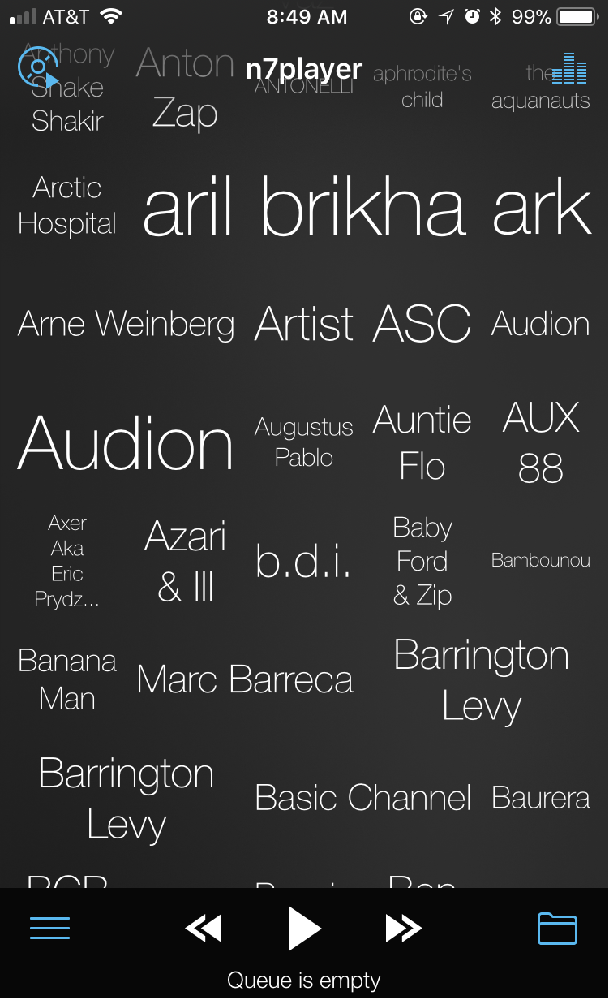 AT&T 8:49 AM 99%
n7player
Anthony
Shake
Shakir
Anton
Zap
ANTONELLI
aphrodite's
child
the
aquanauts
Arctic
Hospital
aril brikha
ark
Arne Weinberg
Artist
ASC
Audion
Audion
Augustus
Pablo
Auntie
Flo
AUX
88
Axer
Aka
Eric
Prydz...
Azari
& III
b.d.i.
Baby
Ford
& Zip
Bambounou
Banana
Man
Marc Barreca
Barrington
Levy
Barrington
Levy
Basic Channel
Baurera
Queue is empty